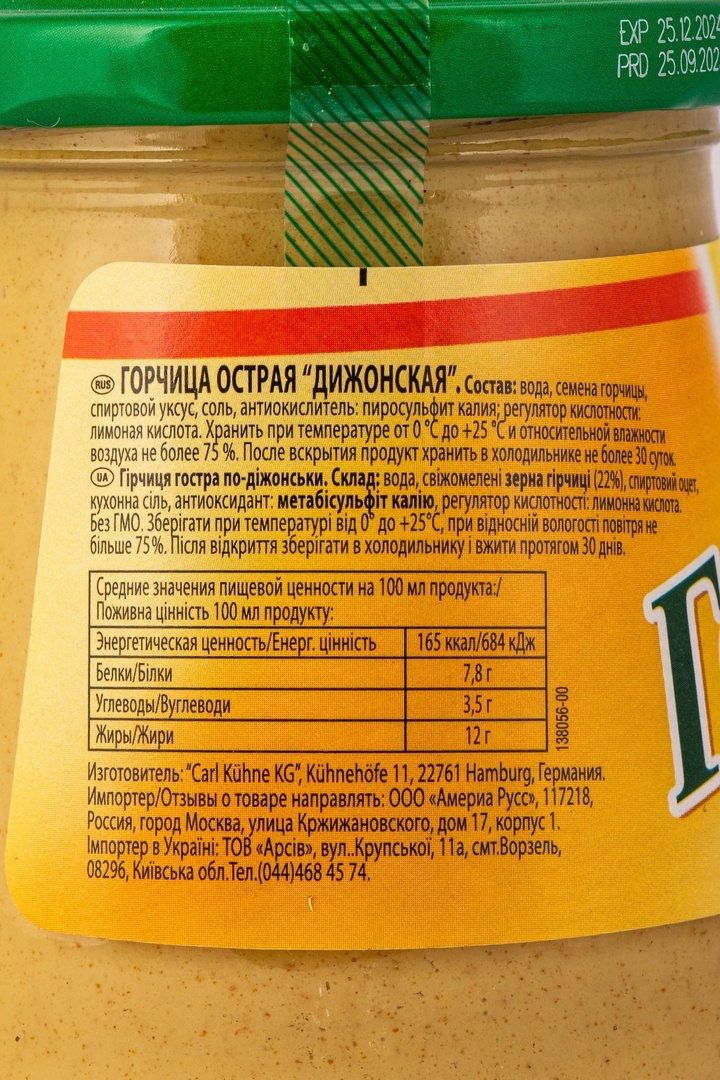 EXP 25.12.2024
PRD 25.09.202
RUS ГОРЧИЦА ОСТРАЯ “ДИЖОНСКАЯ”. Состав: вода, семена горчицы,
спиртовой уксус, соль, антиокислитель: пиросульфит калия; регулятор кислотности:
лимоная кислота. Хранить при температуре от 0 °С до +25 °С и относительной влажности
воздуха не более 75 %. После вскрытия продукт хранить в холодильнике не более 30 суток.
UA Гірчиця гостра по-діжонськи. Склад: вода, свіжомелені зерна гірчиці (22%), спиртовий оцет,
кухонна сіль, антиоксидант: метабісульфіт калію, регулятор кислотності: лимонна кислота.
Без ГМО. Зберігати при температурі від 0° до +25°С, при відносній вологості повітря не
більше 75%. Після відкриття зберігати в холодильнику і вжити протягом 30 днів.
Средние значения пищевой ценности на 100 мл продукта:/
Поживна цінність 100 мл продукту:
Энергетическая ценность/Енерг. цінність 165 ккал/684 кДж
Белки/Білки 7,8 г
Углеводы/Вуглеводи 3,5 г
Жиры/Жири 12 г
138056-00
Изготовитель: “Carl Kühne KG”, Kühnehöfe 11, 22761 Hamburg, Германия.
Импортер/Отзывы о товаре направлять: ООО «Америа Русс», 117218,
Россия, город Москва, улица Кржижановского, дом 17, корпус 1.
Імпортер в Україні: ТОВ «Арсів», вул..Крупської, 11а, смт.Ворзель,
08296, Київська обл.Тел.(044)468 45 74.